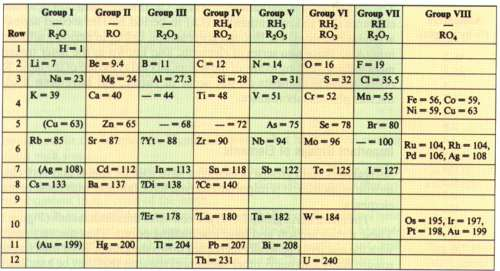 Row Group I — R₂O Group II — RO Group III — R₂O₃ Group IV RH₄ RO₂ Group V RH₃ R₂O₅ Group VI RH₂ RO₃ Group VII RH R₂O₇ Group VIII — RO₄
1 H = 1
2 Li = 7 Be = 9.4 B = 11 C = 12 N = 14 O = 16 F = 19
3 Na = 23 Mg = 24 Al = 27.3 Si = 28 P = 31 S = 32 Cl = 35.5
4 K = 39 Ca = 40 — = 44 Ti = 48 V = 51 Cr = 52 Mn = 55 Fe = 56, Co = 59,
Ni = 59, Cu = 63
5 (Cu = 63) Zn = 65 — = 68 — = 72 As = 75 Se = 78 Br = 80
6 Rb = 85 Sr = 87 ?Yt = 88 Zr = 90 Nb = 94 Mo = 96 — = 100 Ru = 104, Rh = 104,
Pd = 106, Ag = 108
7 (Ag = 108) Cd = 112 In = 113 Sn = 118 Sb = 122 Te = 125 I = 127
8 Cs = 133 Ba = 137 ?Di = 138 ?Ce = 140
9
10 ?Er = 178 ?La = 180 Ta = 182 W = 184 Os = 195, Ir = 197,
Pt = 198, Au = 199
11 (Au = 199) Hg = 200 Tl = 204 Pb = 207 Bi = 208
12 Th = 231 U = 240